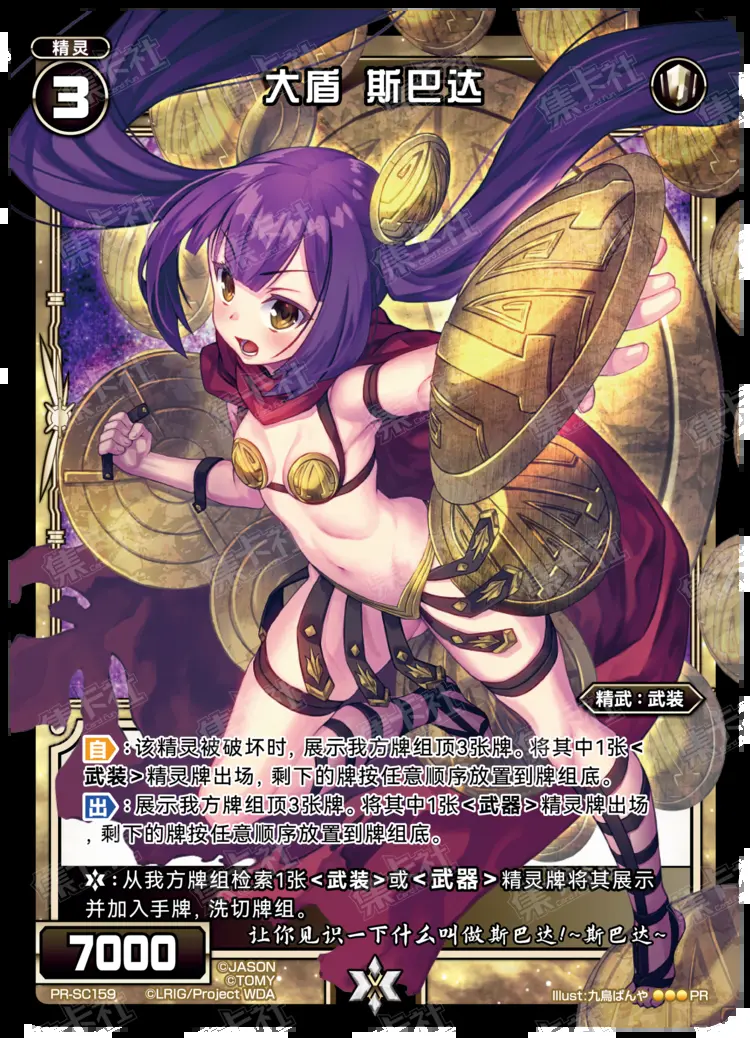 精灵
3
大盾 斯巴达
精武：武装
自：该精灵被破坏时，展示我方牌组顶3张牌。将其中1张<
武装>精灵牌出场，剩下的牌按任意顺序放置到牌组底。
出：展示我方牌组顶3张牌。将其中1张<武器>精灵牌出场
，剩下的牌按任意顺序放置到牌组底。
：从我方牌组检索1张<武装>或<武器>精灵牌将其展示
并加入手牌，洗切牌组。
让你见识一下什么叫做斯巴达!~斯巴达~
7000
©JASON
©TOMY
PR-SC159 ©LRIG/Project WDA
Illust:九鳥ぱんや PR
集卡社